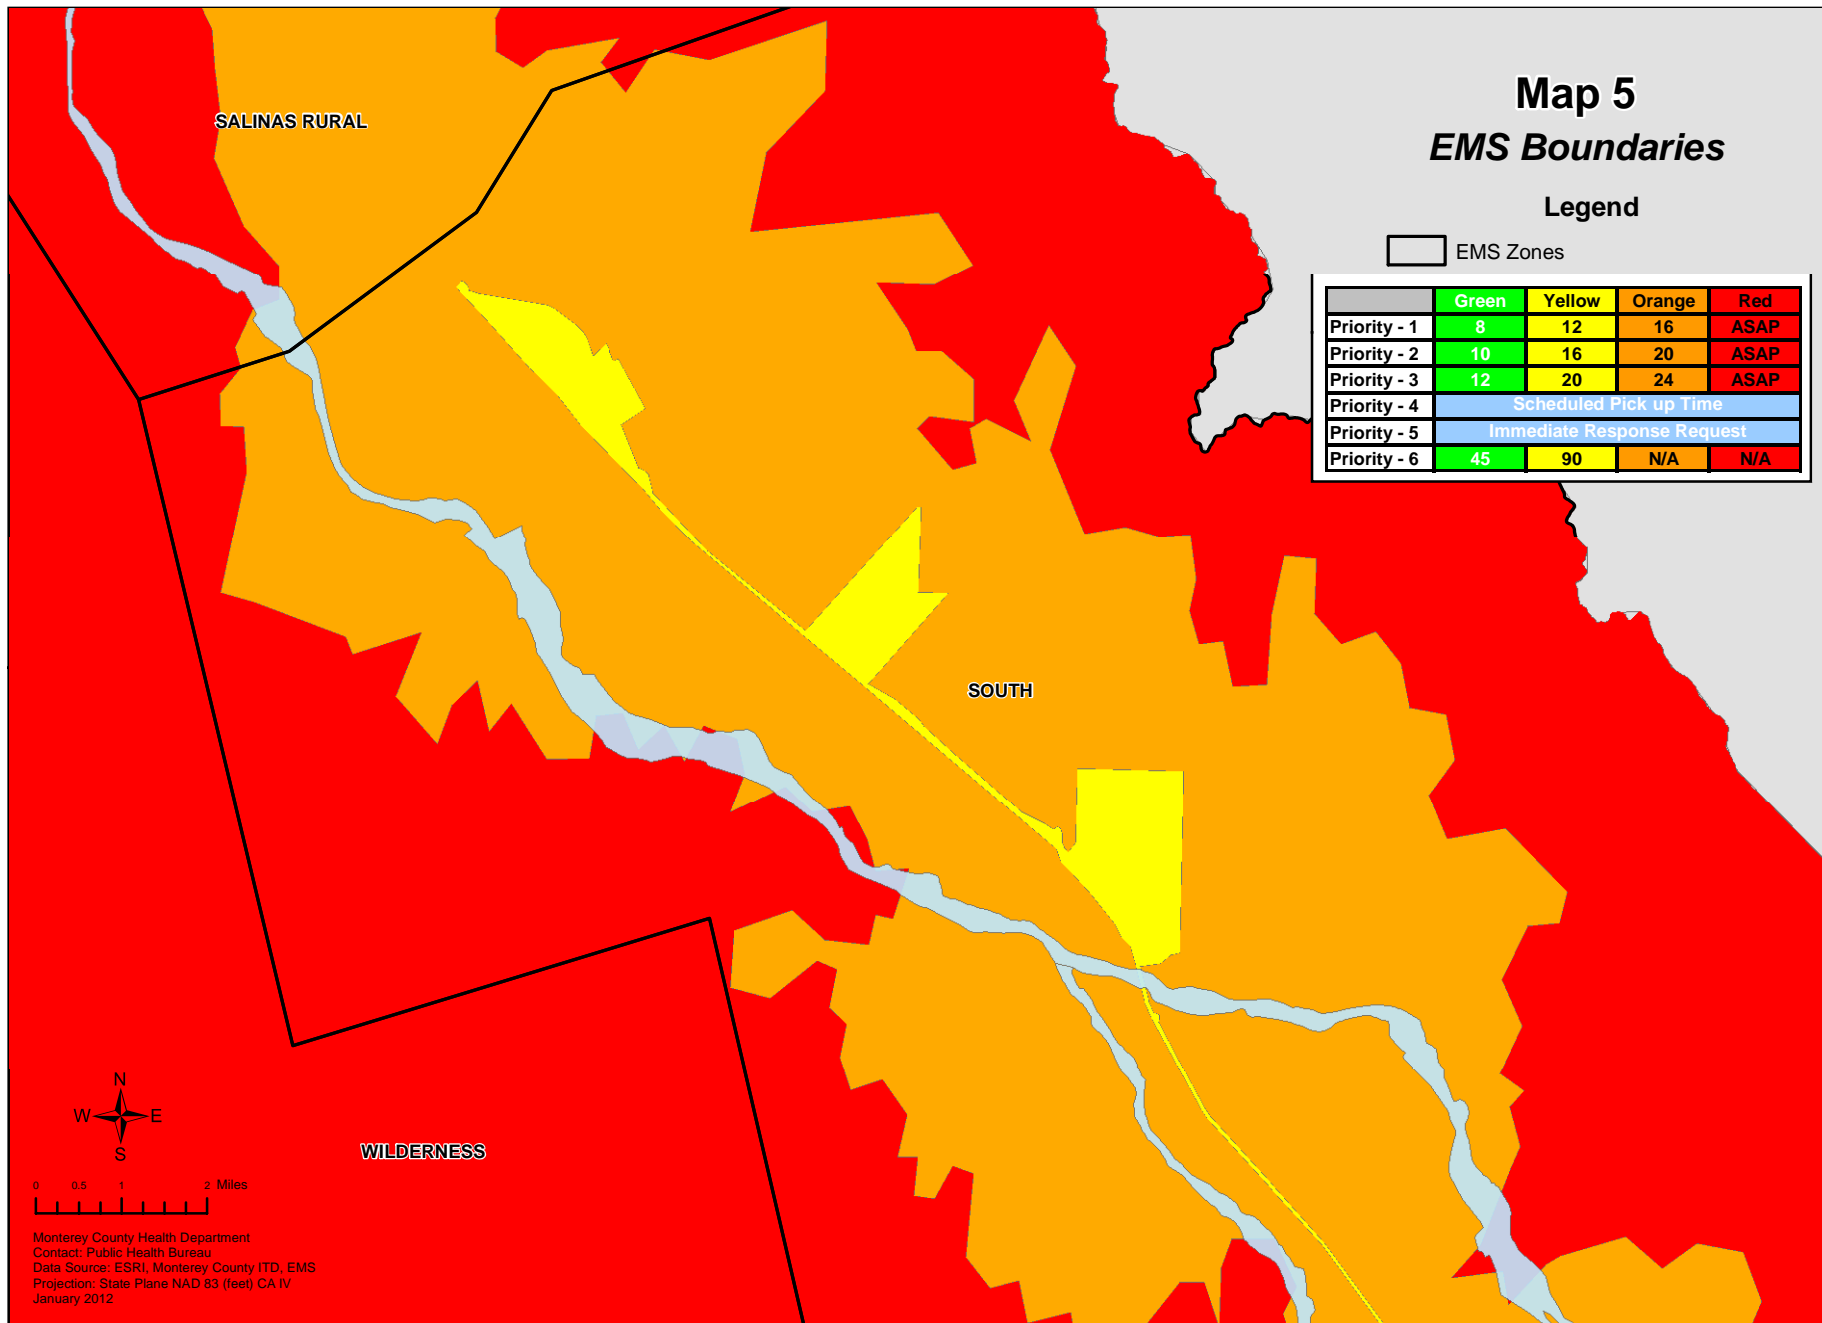 Map 5
EMS Boundaries
Legend
EMS Zones
Green Yellow Orange Red
Priority - 1 8 12 16 ASAP
Priority - 2 10 16 20 ASAP
Priority - 3 12 20 24 ASAP
Priority - 4 Scheduled Pick up Time
Priority - 5 Immediate Response Request
Priority - 6 45 90 N/A N/A
SALINAS RURAL
SOUTH
WILDERNESS
N
W E
S
0 0.5 1 2 Miles
Monterey County Health Department
Contact: Public Health Bureau
Data Source: ESRI, Monterey County ITD, EMS
Projection: State Plane NAD 83 (feet) CA IV
January 2012